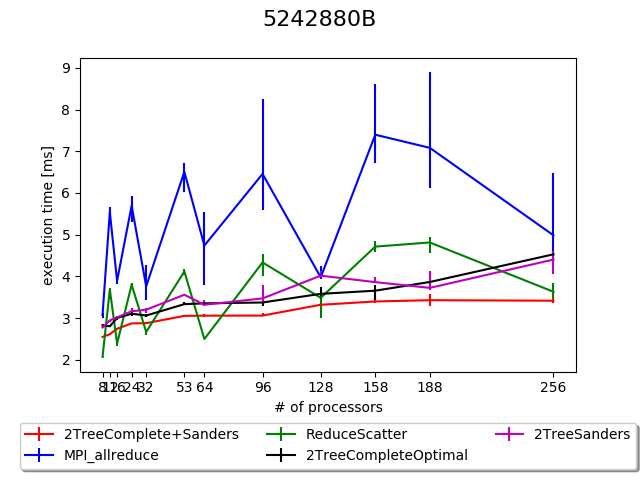 5242880B
execution time [ms]
9
8
7
6
5
4
3
2
8 12 16 24 32 53 64 96 128 158 188 256
# of processors
2TreeComplete+Sanders ReduceScatter 2TreeSanders
MPI_allreduce 2TreeCompleteOptimal